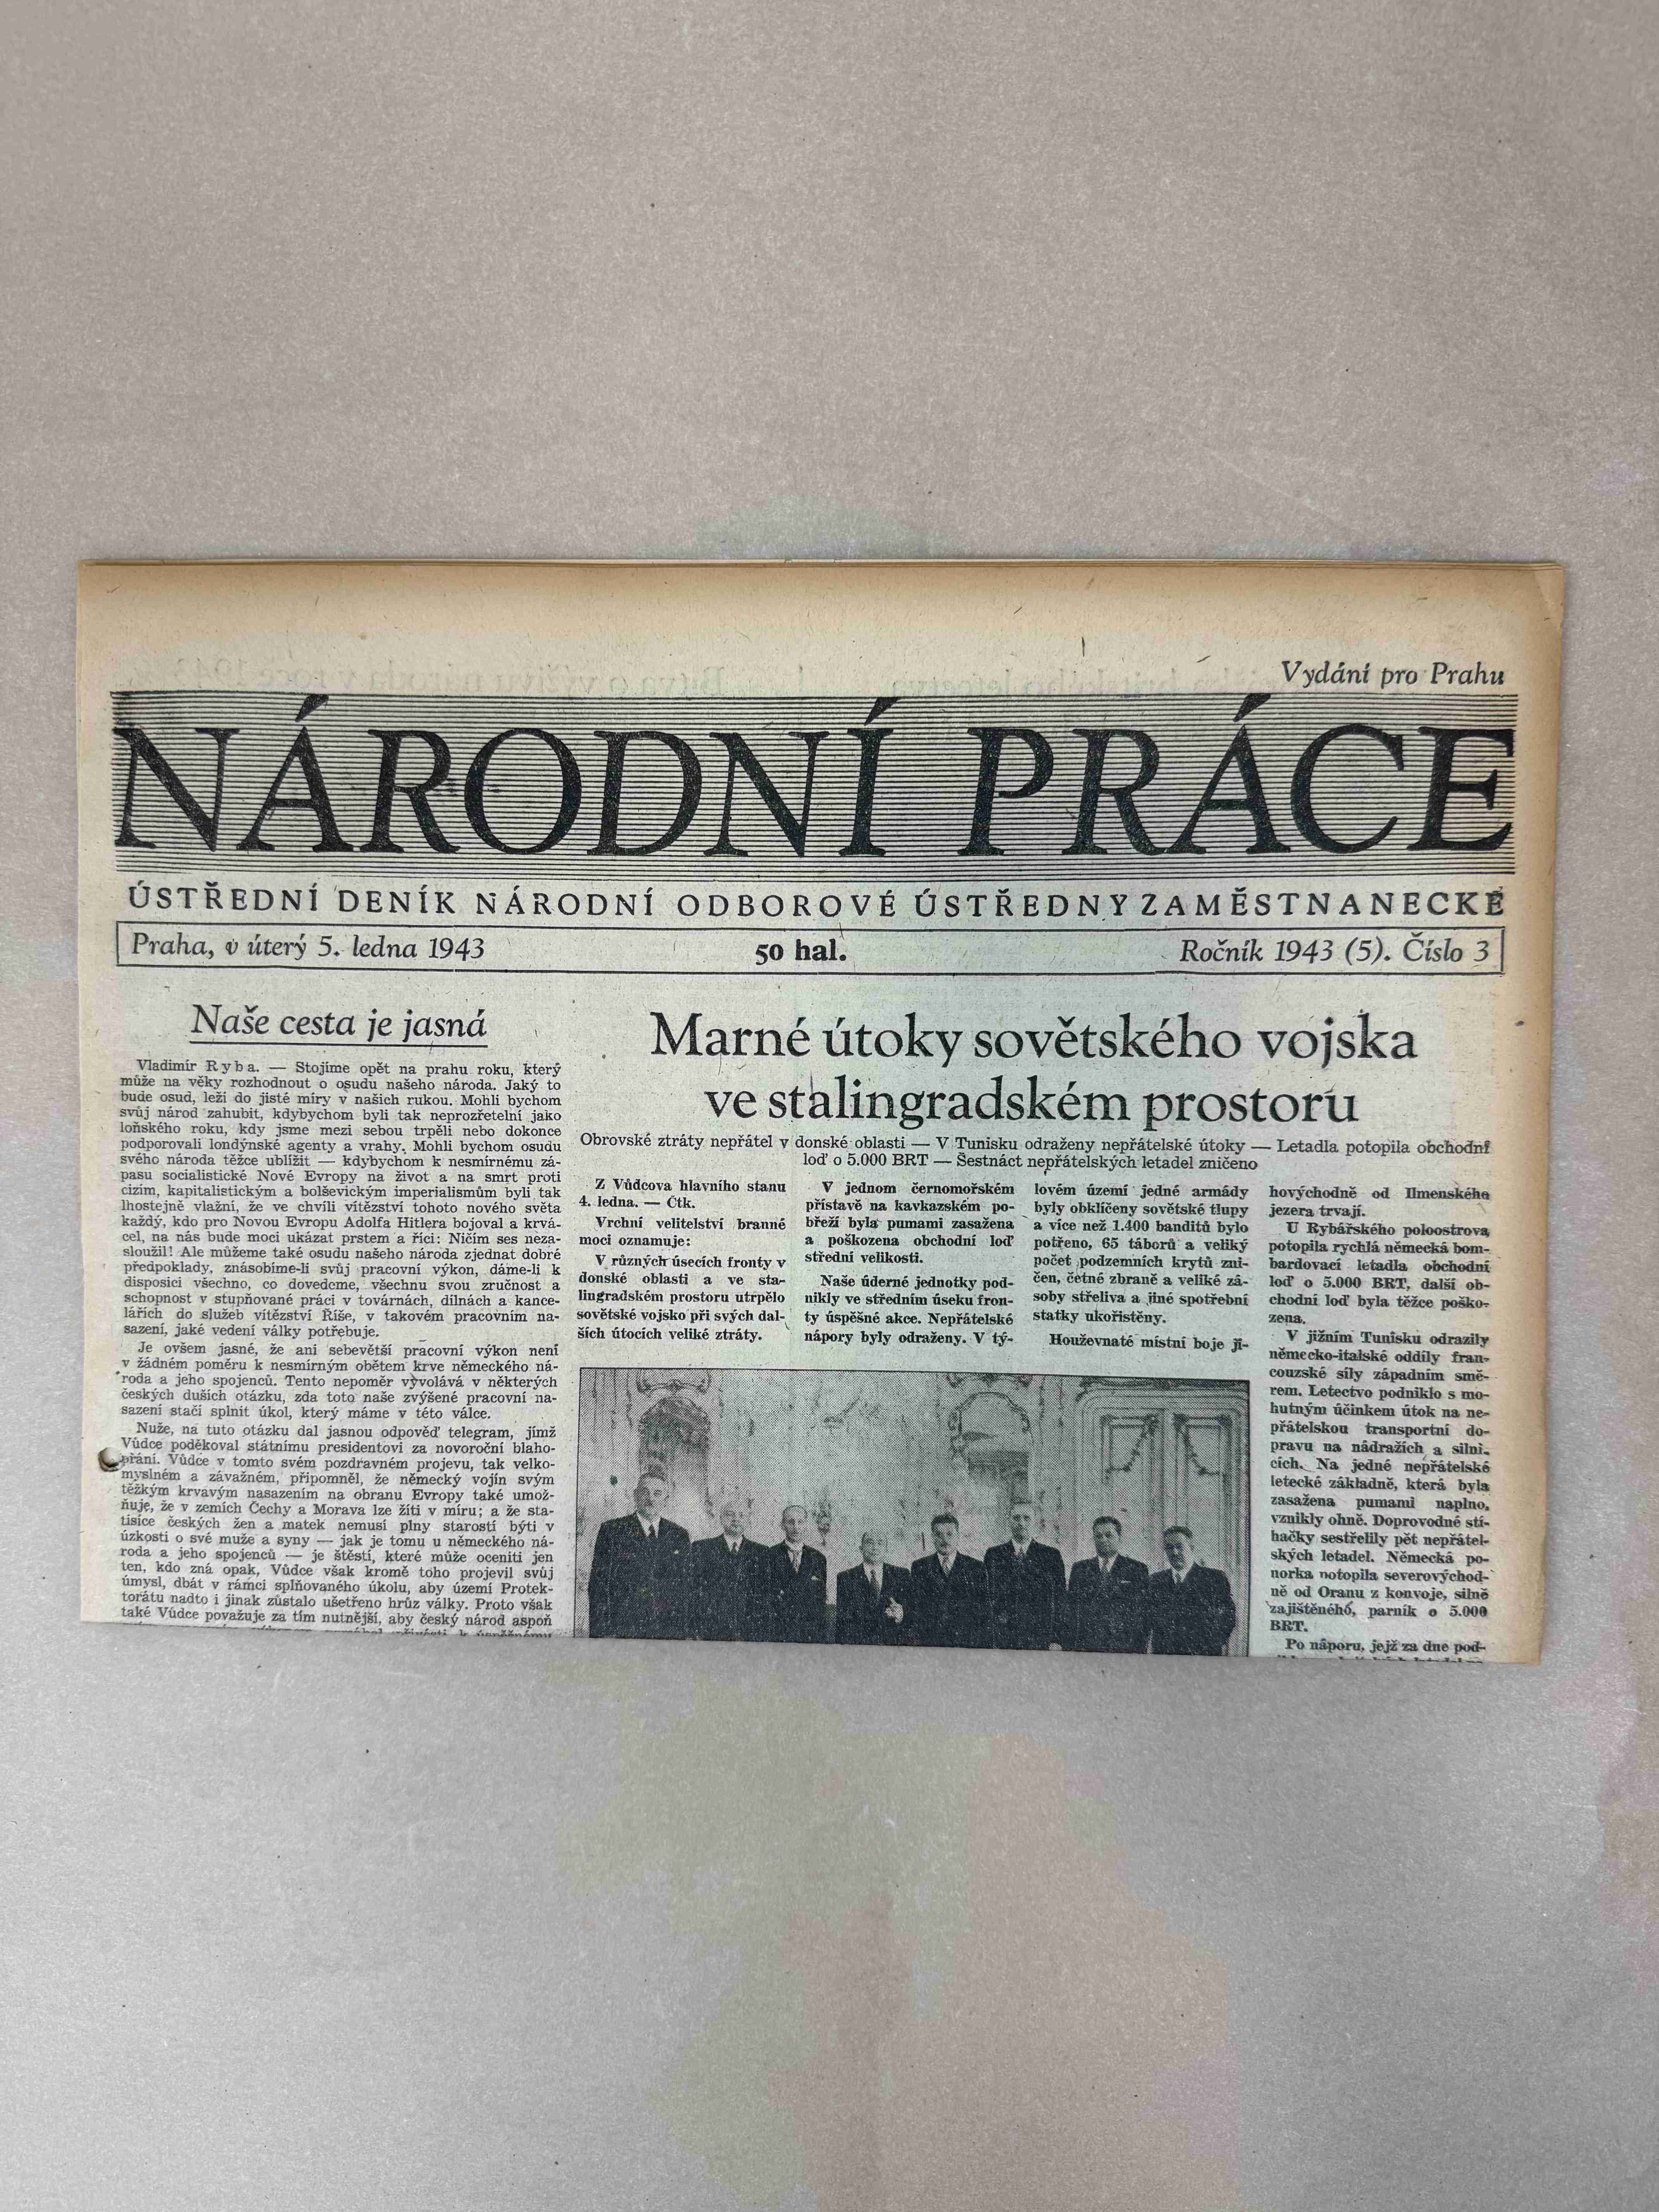 Vydání pro Prahu
NÁRODNÍ PRÁCE
ÚSTŘEDNÍ DENÍK NÁRODNÍ ODBOROVÉ ÚSTŘEDNY ZAMĚSTNANECKÉ
Praha, v úterý 5. ledna 1943
50 hal.
Ročník 1943 (5). Číslo 3
Naše cesta je jasná
Vladimír Ryba. — Stojíme opět na prahu roku, který
může na věky rozhodnout o osudu našeho národa. Jaký to
bude osud, leží do jisté míry v našich rukou. Mohli bychom
svůj národ zahubit, kdybychom byli tak neprozřetelní jako
loňského roku, kdy jsme mezi sebou trpěli nebo dokonce
podporovali londýnské agenty a vrahy. Mohli bychom osudu
svého národa těžce ublížit — kdybychom k nesmírnému zá-
pasu socialistické Nové Evropy na život a na smrt proti
cizím, kapitalistickým a bolševickým imperialismům byli tak
lhostejně vlažní, že ve chvíli vítězství tohoto nového světa
každý, kdo pro Novou Evropu Adolfa Hitlera bojoval a krvá-
cel, na nás bude moci ukázat prstem a říci: Ničím ses neza-
sloužil! Ale můžeme také osudu našeho národa zjednat dobré
předpoklady, znásobíme-li svůj pracovní výkon, dáme-li k
disposici všechno, co dovedeme, všechnu svou zručnost a
schopnost v stupňované práci v továrnách, dílnách a kance-
lářích do služeb vítězství Říše, v takovém pracovním na-
sazení, jaké vedení války potřebuje.
Je ovšem jasné, že ani sebevětší pracovní výkon není
v žádném poměru k nesmírným obětem krve německého ná-
roda a jeho spojenců. Tento nepoměr vyvolává v některých
českých duších otázku, zda toto naše zvýšené pracovní na-
sazení stačí splnit úkol, který máme v této válce.
Nuže, na tuto otázku dal jasnou odpověď telegram, jímž
Vůdce poděkoval státnímu presidentovi za novoroční blaho-
přání. Vůdce v tomto svém pozdravném projevu, tak velko-
myslném a závažném, připomněl, že německý vojín svým
těžkým krvavým nasazením na obranu Evropy také umož-
ňuje, že v zemích Čechy a Morava lze žíti v míru; a že sta-
tisíce českých žen a matek nemusí plny starostí býti v
úzkosti o své muže a syny — jak je tomu u německého ná-
roda a jeho spojenců — je štěstí, které může oceniti jen
ten, kdo zná opak, Vůdce však kromě toho projevil svůj
úmysl, dbát v rámci splňovaného úkolu, aby území Protek-
torátu nadto i jinak zůstalo ušetřeno hrůz války. Proto však
také Vůdce považuje za tím nutnější, aby český národ aspoň
Marné útoky sovětského vojska
ve stalingradském prostoru
Obrovské ztráty nepřátel v donské oblasti — V Tunisku odraženy nepřátelské útoky — Letadla potopila obchodní
loď o 5.000 BRT — Šestnáct nepřátelských letadel zničeno
Z Vůdcova hlavního stanu
4. ledna. — Čtk.
Vrchní velitelství branné
moci oznamuje:
V různých úsecích fronty v
donské oblasti a ve sta-
lingradském prostoru utrpělo
sovětské vojsko při svých dal-
ších útocích veliké ztráty.
V jednom černomořském
přístavě na kavkazském po-
břeží byla pumami zasažena
a poškozena obchodní loď
střední velikosti.
Naše úderné jednotky pod-
nikly ve středním úseku fron-
ty úspěšné akce. Nepřátelské
nápory byly odraženy. V tý-
lovém území jedné armády
byly obklíčeny sovětské tlupy
a více než 1.400 banditů bylo
potřeno, 65 táborů a veliký
počet podzemních krytů zni-
čen, četné zbraně a veliké zá-
soby střeliva a jiné spotřební
statky ukořistěny.
Houževnaté místní boje ji-
hovýchodně od Ilmenského
jezera trvají.
U Rybářského poloostrova
potopila rychlá německá bom-
bardovací letadla obchodní
loď o 5.000 BRT, další ob-
chodní loď byla těžce poško-
zena.
V jižním Tunisku odrazily
německo-italské oddíly fran-
couzské síly západním smě-
rem. Letectvo podniklo s mo-
hutným účinkem útok na ne-
přátelskou transportní do-
pravu na nádražích a silni-
cích. Na jedné nepřátelské
letecké základně, která byla
zasažena pumami naplno,
vznikly ohně. Doprovodné stí-
hačky sestřelily pět nepřátel-
ských letadel. Německá po-
norka potopila severovýchod-
ně od Oranu z konvoje, silně
zajištěného, parník o 5.000
BRT.
Po náporu, jejž za dne pod-